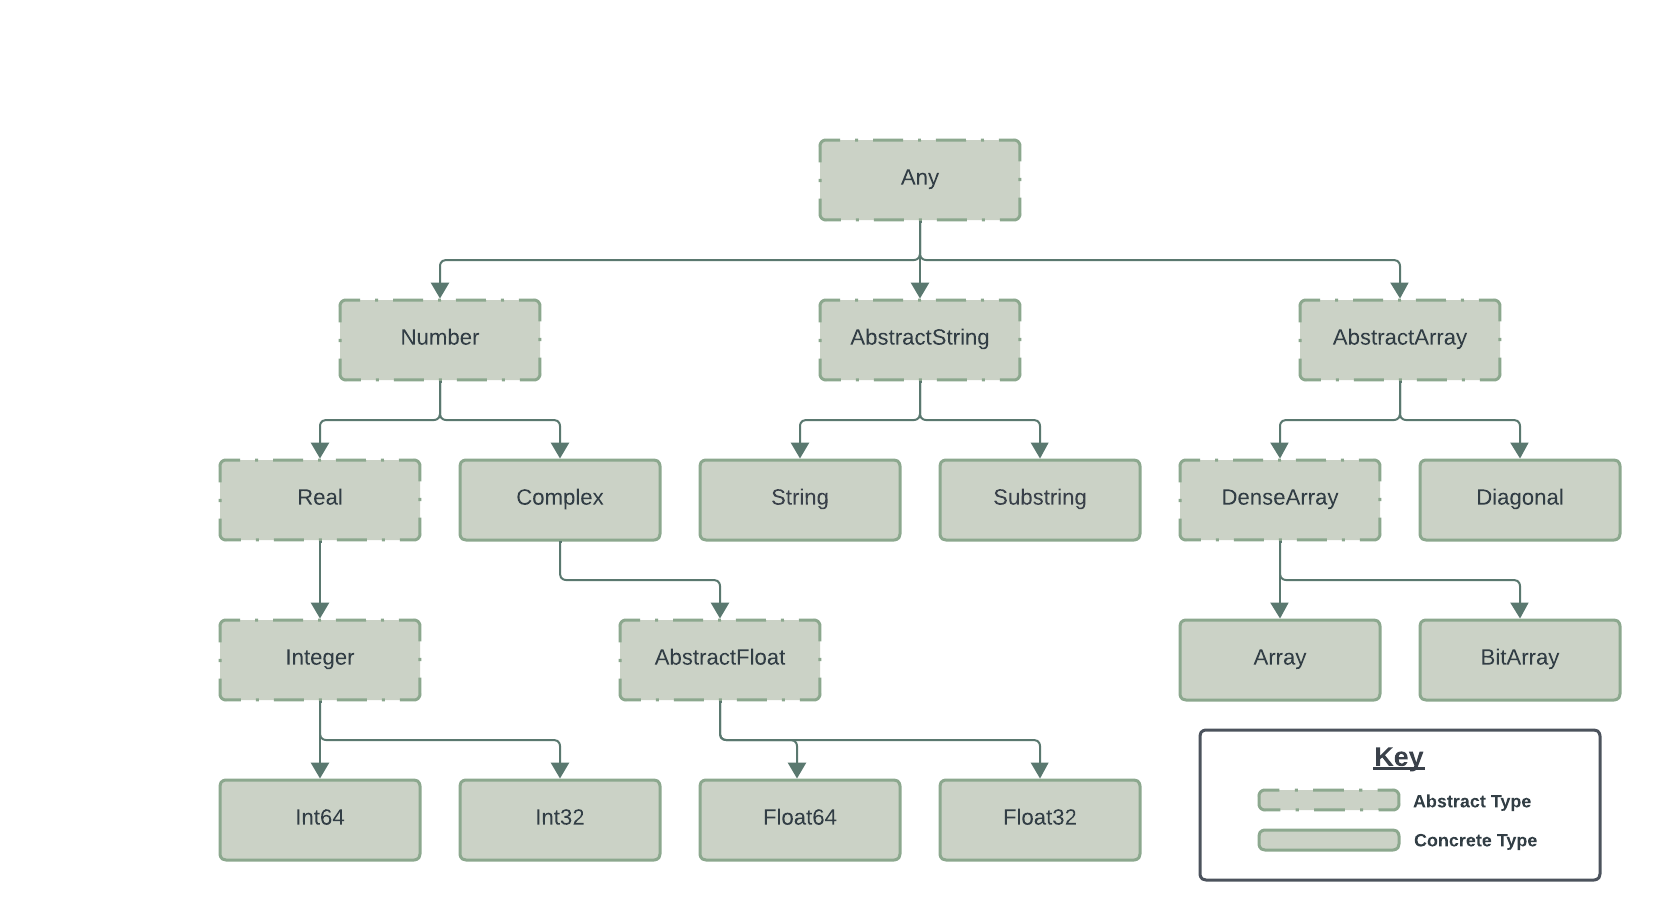 Any
Number
AbstractString
AbstractArray
Real
Complex
String
Substring
DenseArray
Diagonal
Integer
AbstractFloat
Array
BitArray
Int64
Int32
Float64
Float32
Key
Abstract Type
Concrete Type